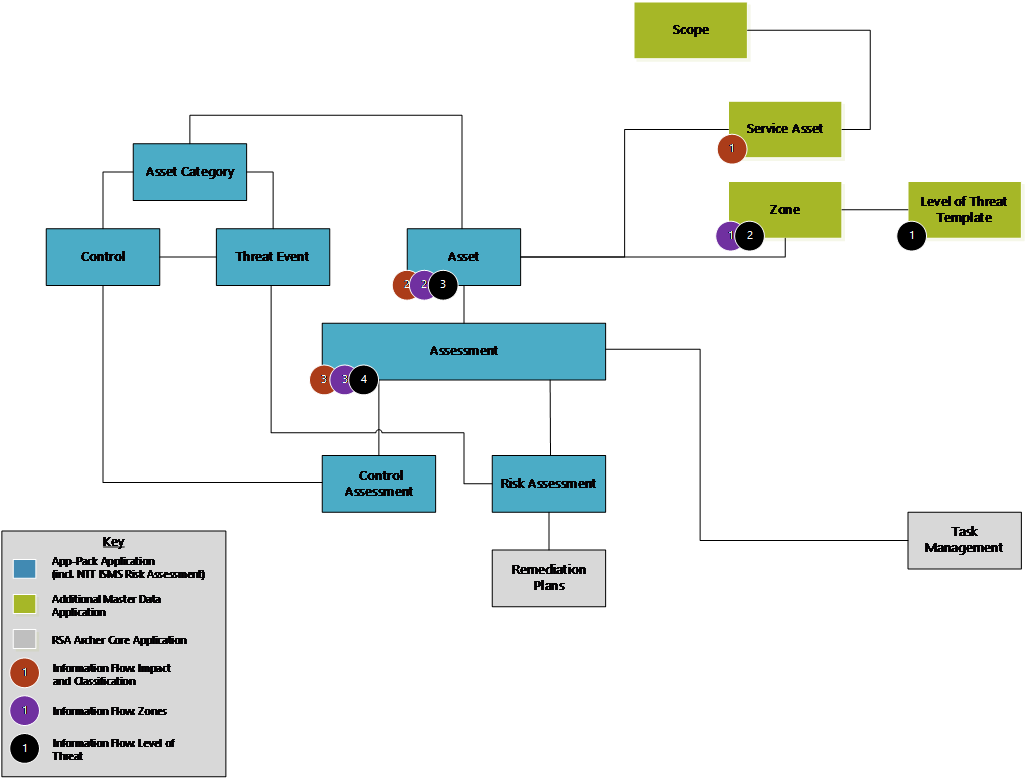 Scope
Service Asset
1
Asset Category
Zone
1
2
Level of Threat
Template
1
Control
Threat Event
Asset
2
2
3
Assessment
3
3
4
Control
Assessment
Risk Assessment
Remediation
Plans
Task
Management
Key
App-Pack Application
(incl. NTT ISMS Risk Assessment)
Additional Master Data
Application
RSA Archer Core Application
1
Information Flow: Impact
and Classification
1
Information Flow: Zones
1
Information Flow: Level of
Threat